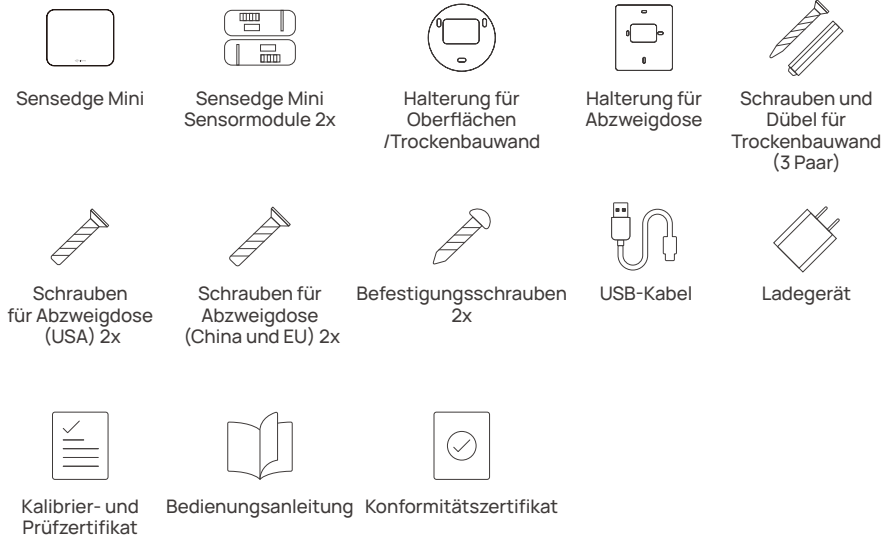 Sensedge Mini
Sensedge Mini
Sensormodule 2x
Halterung für
Oberflächen
/Trockenbauwand
Halterung für
Abzweigdose
Schrauben und
Dübel für
Trockenbauwand
(3 Paar)
Schrauben
für Abzweigdose
(USA) 2x
Schrauben für
Abzweigdose
(China und EU) 2x
Befestigungsschrauben
2x
USB-Kabel
Ladegerät
Kalibrier- und
Prüfzertifikat
Bedienungsanleitung
Konformitätszertifikat